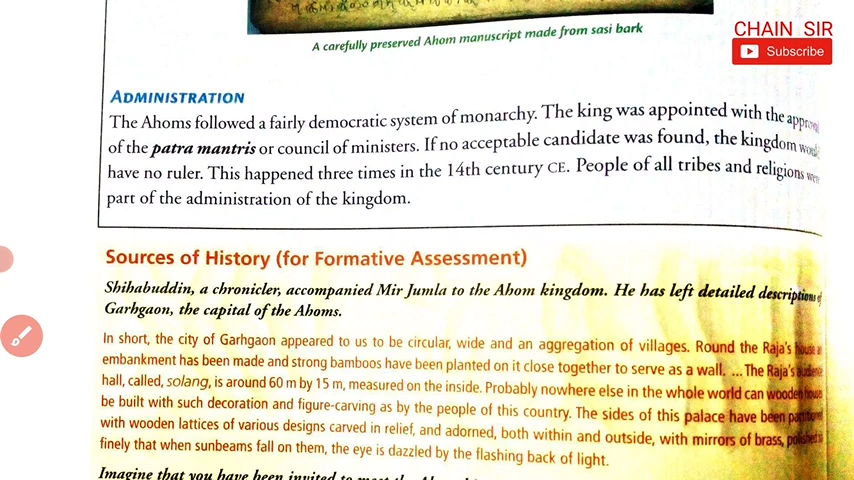 CHAIN SIR
Subscribe
A carefully preserved Ahom manuscript made from sasi bark
ADMINISTRATION
The Ahoms followed a fairly democratic system of monarchy. The king was appointed with the
of the patra mantris or council of ministers. If no acceptable candidate was found, the kingdom
have no ruler. This happened three times in the 14th century CE. People of all tribes and religions
part of the administration of the kingdom.
Sources of History (for Formative Assessment)
Shihabuddin, a chronicler, accompanied Mir Jumla to the Ahom kingdom. He has left detailed descriptions of
Garhgaon, the capital of the Ahoms.
In short, the city of Garhgaon appeared to us to be circular, wide and an aggregation of villages. Round the Raja's house
embankment has been made and strong bamboos have been planted on it close together to serve as a wall. ... The Raja's audience
hall, called, solang, is around 60 m by 15 m, measured on the inside. Probably nowhere else in the whole world can wooden
be built with such decoration and figure-carving as by the people of this country. The sides of this palace have been
with wooden lattices of various designs carved in relief, and adorned, both within and outside, with mirrors of brass, polished
finely that when sunbeams fall on them, the eye is dazzled by the flashing back of light.
Imagine that you have been invited to meet the